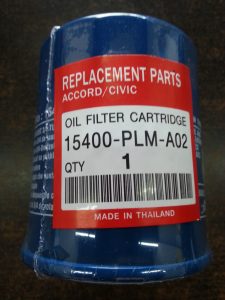 REPLACEMENT PARTS
ACCORD/CIVIC
OIL FILTER CARTRIDGE
15400-PLM-A02
QTY
1
MADE IN THAILAND